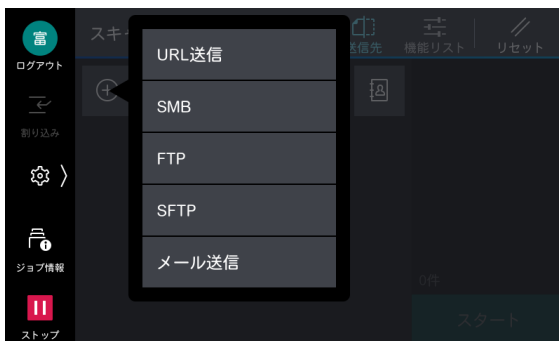 富
ログアウト
割り込み
ジョブ情報
ストップ
スキャ
URL送信
SMB
FTP
SFTP
メール送信
送信先
機能リスト
リセット
0件
スタート